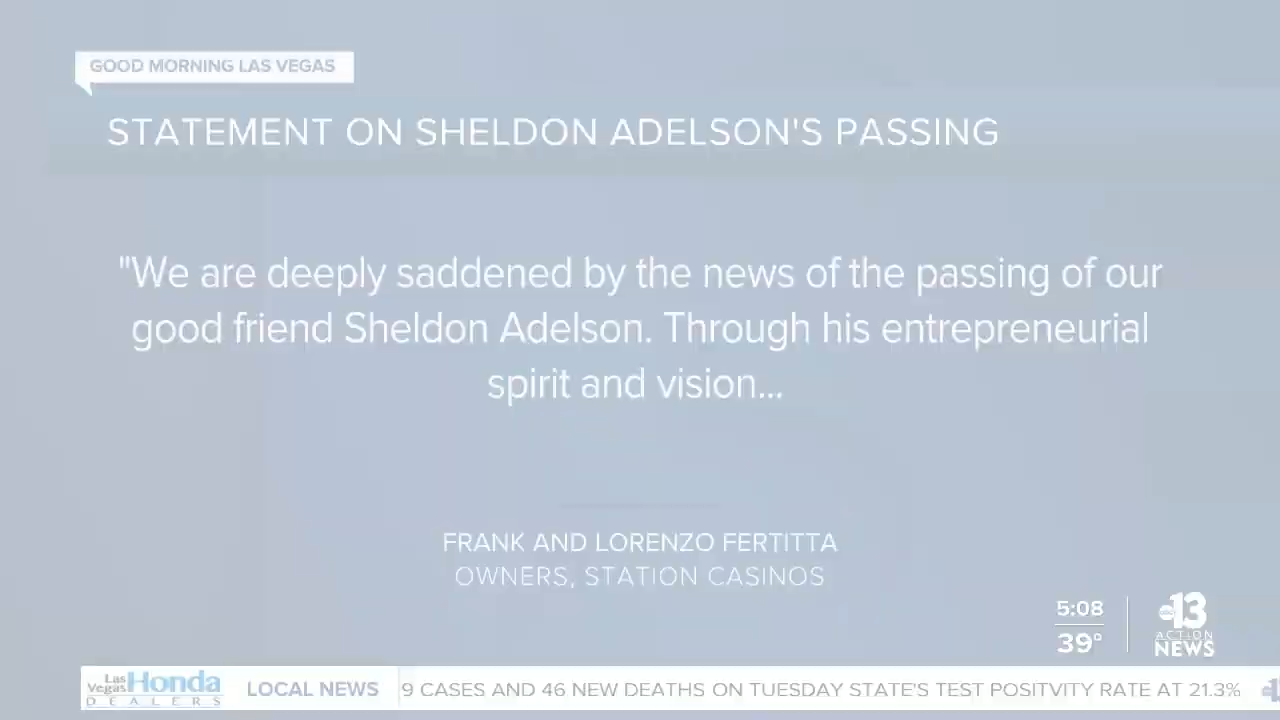 GOOD MORNING LAS VEGAS
STATEMENT ON SHELDON ADELSON'S PASSING
"We are deeply saddened by the news of the passing of our
good friend Sheldon Adelson. Through his entrepreneurial
spirit and vision...
FRANK AND LORENZO FERTITTA
OWNERS, STATION CASINOS
5:08
39°
abc 13
ACTION
NEWS
Las Vegas Honda
DEALERS
LOCAL NEWS
9 CASES AND 46 NEW DEATHS ON TUESDAY STATE'S TEST POSITVITY RATE AT 21.3%